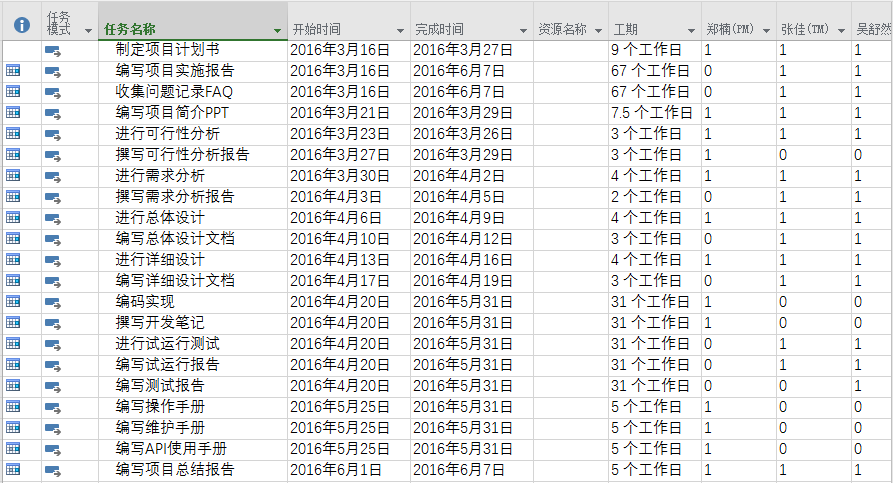 任务模式 任务名称 开始时间 完成时间 资源名称 工期 郑楠(PM) 张佳(TM) 吴舒然
制定项目计划书 2016年3月16日 2016年3月27日 9 个工作日 1 1 1
编写项目实施报告 2016年3月16日 2016年6月7日 67 个工作日 0 1 1
收集问题记录FAQ 2016年3月16日 2016年6月7日 67 个工作日 0 1 1
编写项目简介PPT 2016年3月21日 2016年3月29日 7.5 个工作日 1 1 1
进行可行性分析 2016年3月23日 2016年3月26日 3 个工作日 1 1 1
撰写可行性分析报告 2016年3月27日 2016年3月29日 3 个工作日 1 0 0
进行需求分析 2016年3月30日 2016年4月2日 4 个工作日 1 1 1
撰写需求分析报告 2016年4月3日 2016年4月5日 2 个工作日 0 1 1
进行总体设计 2016年4月6日 2016年4月9日 4 个工作日 1 1 1
编写总体设计文档 2016年4月10日 2016年4月12日 3 个工作日 0 1 1
进行详细设计 2016年4月13日 2016年4月16日 4 个工作日 1 1 1
编写详细设计文档 2016年4月17日 2016年4月19日 3 个工作日 0 1 1
编码实现 2016年4月20日 2016年5月31日 31 个工作日 1 0 0
撰写开发笔记 2016年4月20日 2016年5月31日 31 个工作日 1 0 0
进行试运行测试 2016年4月20日 2016年5月31日 31 个工作日 0 1 1
编写试运行报告 2016年4月20日 2016年5月31日 31 个工作日 0 1 1
编写测试报告 2016年4月20日 2016年5月31日 31 个工作日 0 0 1
编写操作手册 2016年5月25日 2016年5月31日 5 个工作日 1 0 0
编写维护手册 2016年5月25日 2016年5月31日 5 个工作日 1 0 0
编写API使用手册 2016年5月25日 2016年5月31日 5 个工作日 1 0 0
编写项目总结报告 2016年6月1日 2016年6月7日 5 个工作日 1 1 1